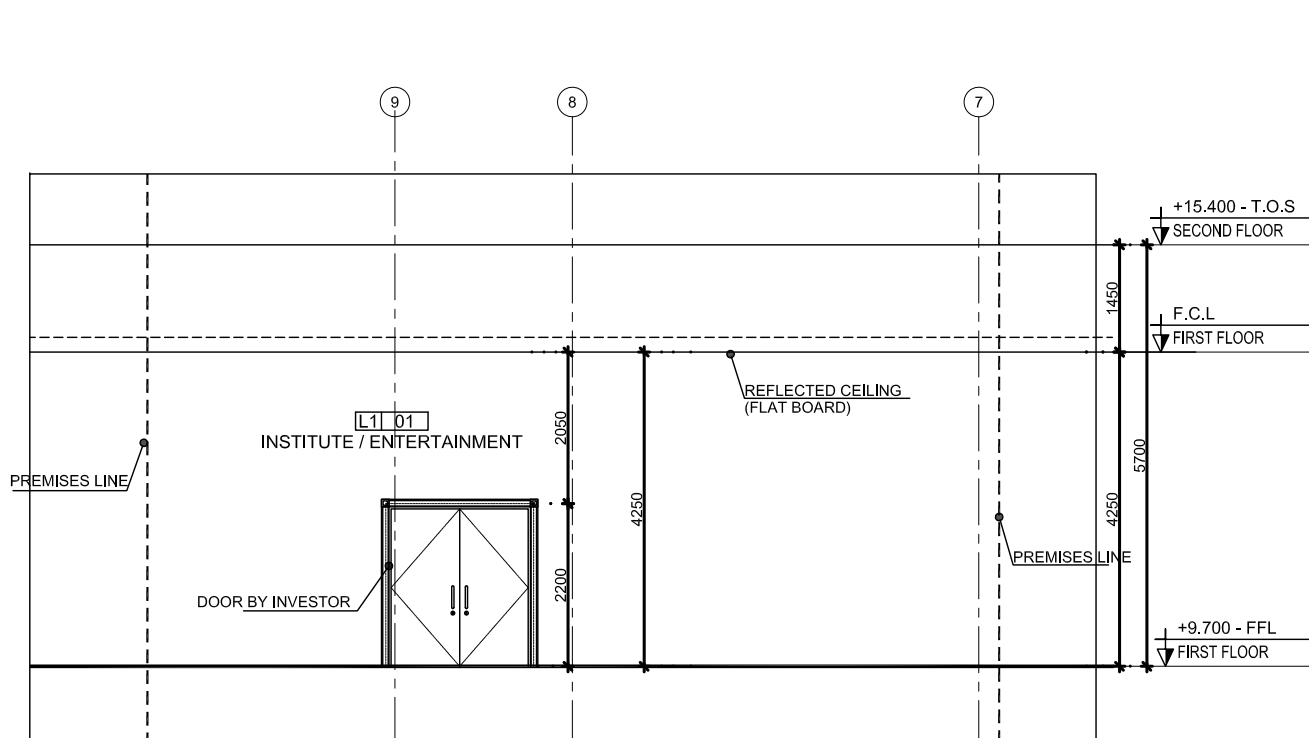 9
8
7
+15.400 - T.O.S
SECOND FLOOR
1450
F.C.L
FIRST FLOOR
REFLECTED CEILING
(FLAT BOARD)
L1 01
INSTITUTE / ENTERTAINMENT
2050
5700
PREMISES LINE
4250
4250
PREMISES LINE
2200
DOOR BY INVESTOR
+9.700 - FFL
FIRST FLOOR